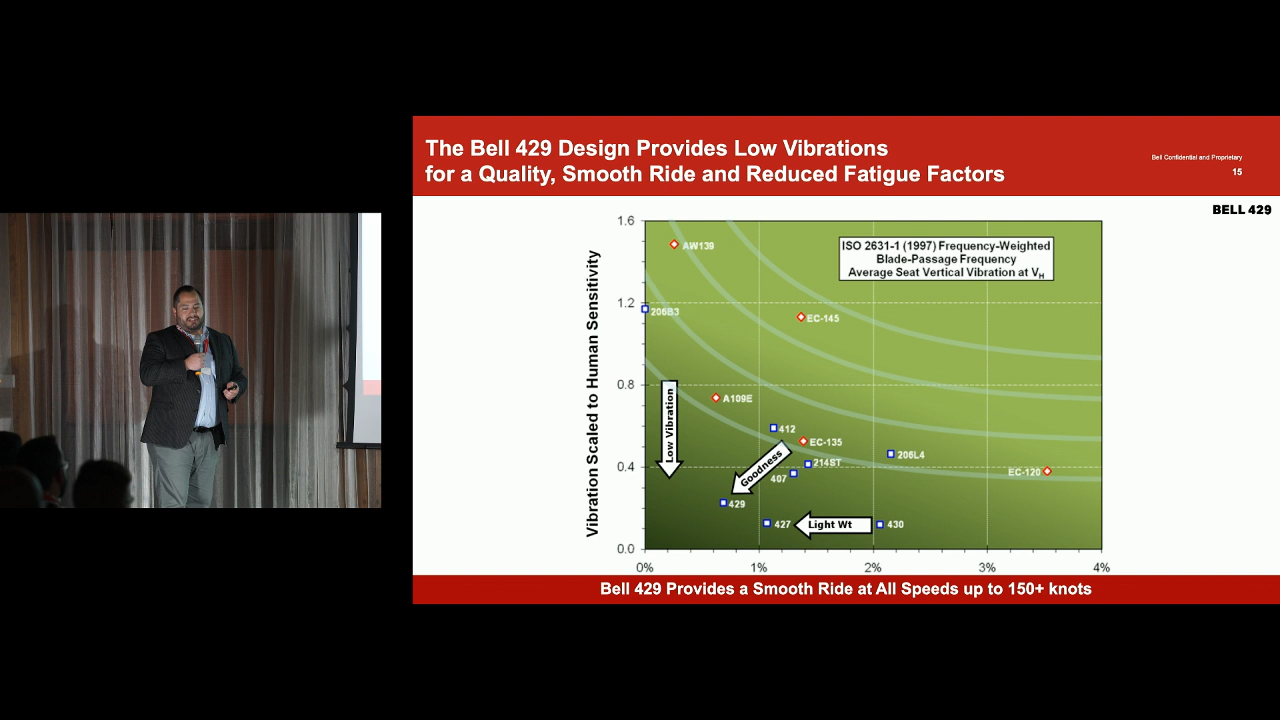 The Bell 429 Design Provides Low Vibrations
for a Quality, Smooth Ride and Reduced Fatigue Factors
Bell Confidential and Proprietary
15
BELL 429
Vibration Scaled to Human Sensitivity
1.6
1.2
0.8
0.4
0.0
ISO 2631-1 (1997) Frequency-Weighted
Blade-Passage Frequency
Average Seat Vertical Vibration at VH
AW139
206B3
EC-145
A109E
412
EC-135
214ST
206L4
407
EC-120
429
427
430
Low Vibration
Goodness
Light Wt
0%
1%
2%
3%
4%
Bell 429 Provides a Smooth Ride at All Speeds up to 150+ knots